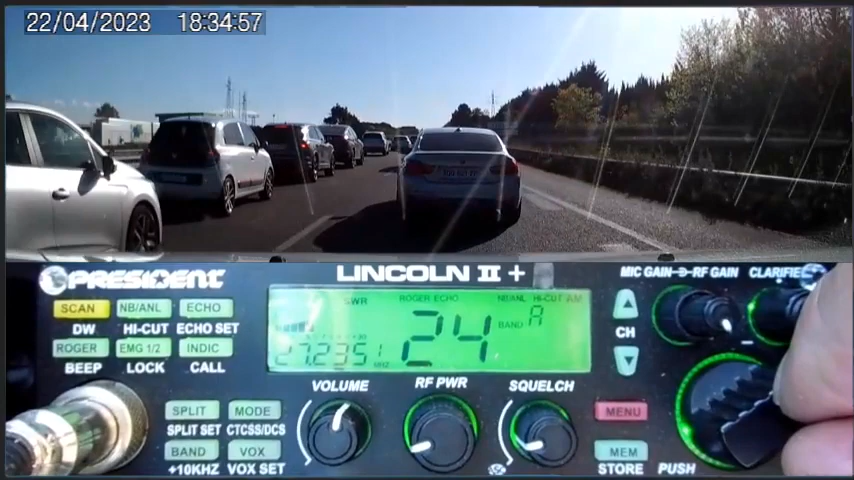 22/04/2023 18:34:57
PRESIDENT
LINCOLN II +
MIC GAIN RF GAIN CLARIFIE
SCAN NB/ANL ECHO
DW HI-CUT ECHO SET
ROGER EMG 1/2 INDIC
BEEP LOCK CALL
SWR ROGER ECHO NB/ANL HI-CUT AM
24 BAND A
27.2351 MHZ
CH
VOLUME RF PWR SQUELCH
SPLIT MODE
SPLIT SET CTCSS/DCS
BAND VOX
+10KHZ VOX SET
MENU
MEM
STORE PUSH